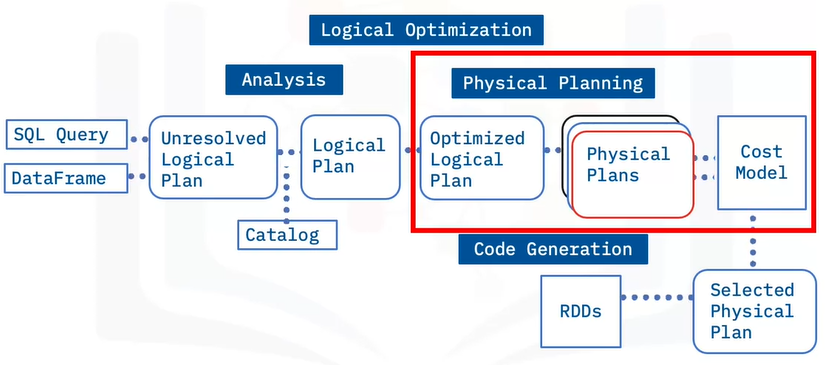 Logical Optimization
Analysis
Physical Planning
SQL Query
DataFrame
Unresolved
Logical
Plan
Logical
Plan
Optimized
Logical
Plan
Physical
Plans
Cost
Model
Catalog
Code Generation
RDDs
Selected
Physical
Plan